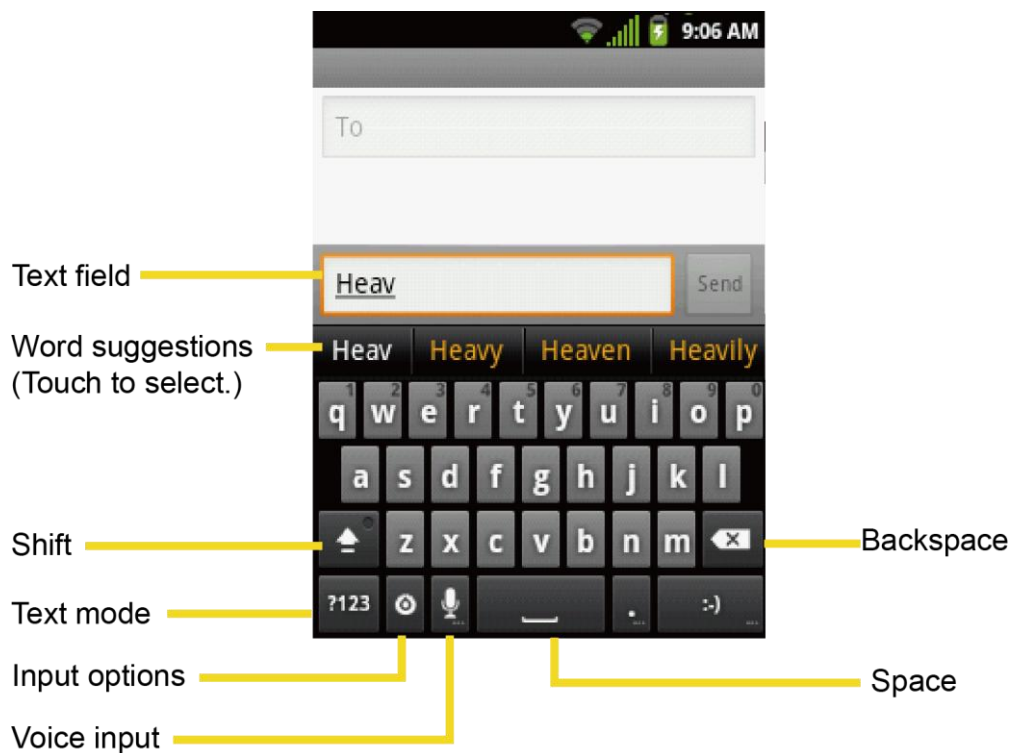 9:06 AM
To
Text field
Heav
Send
Word suggestions
(Touch to select.)
Heav Heavy Heaven Heavily
1 2 3 4 5 6 7 8 9 0
q w e r t y u i o p
a s d f g h j k l
Shift
z x c v b n m
Backspace
Text mode
?123 . :-)
Input options
Space
Voice input